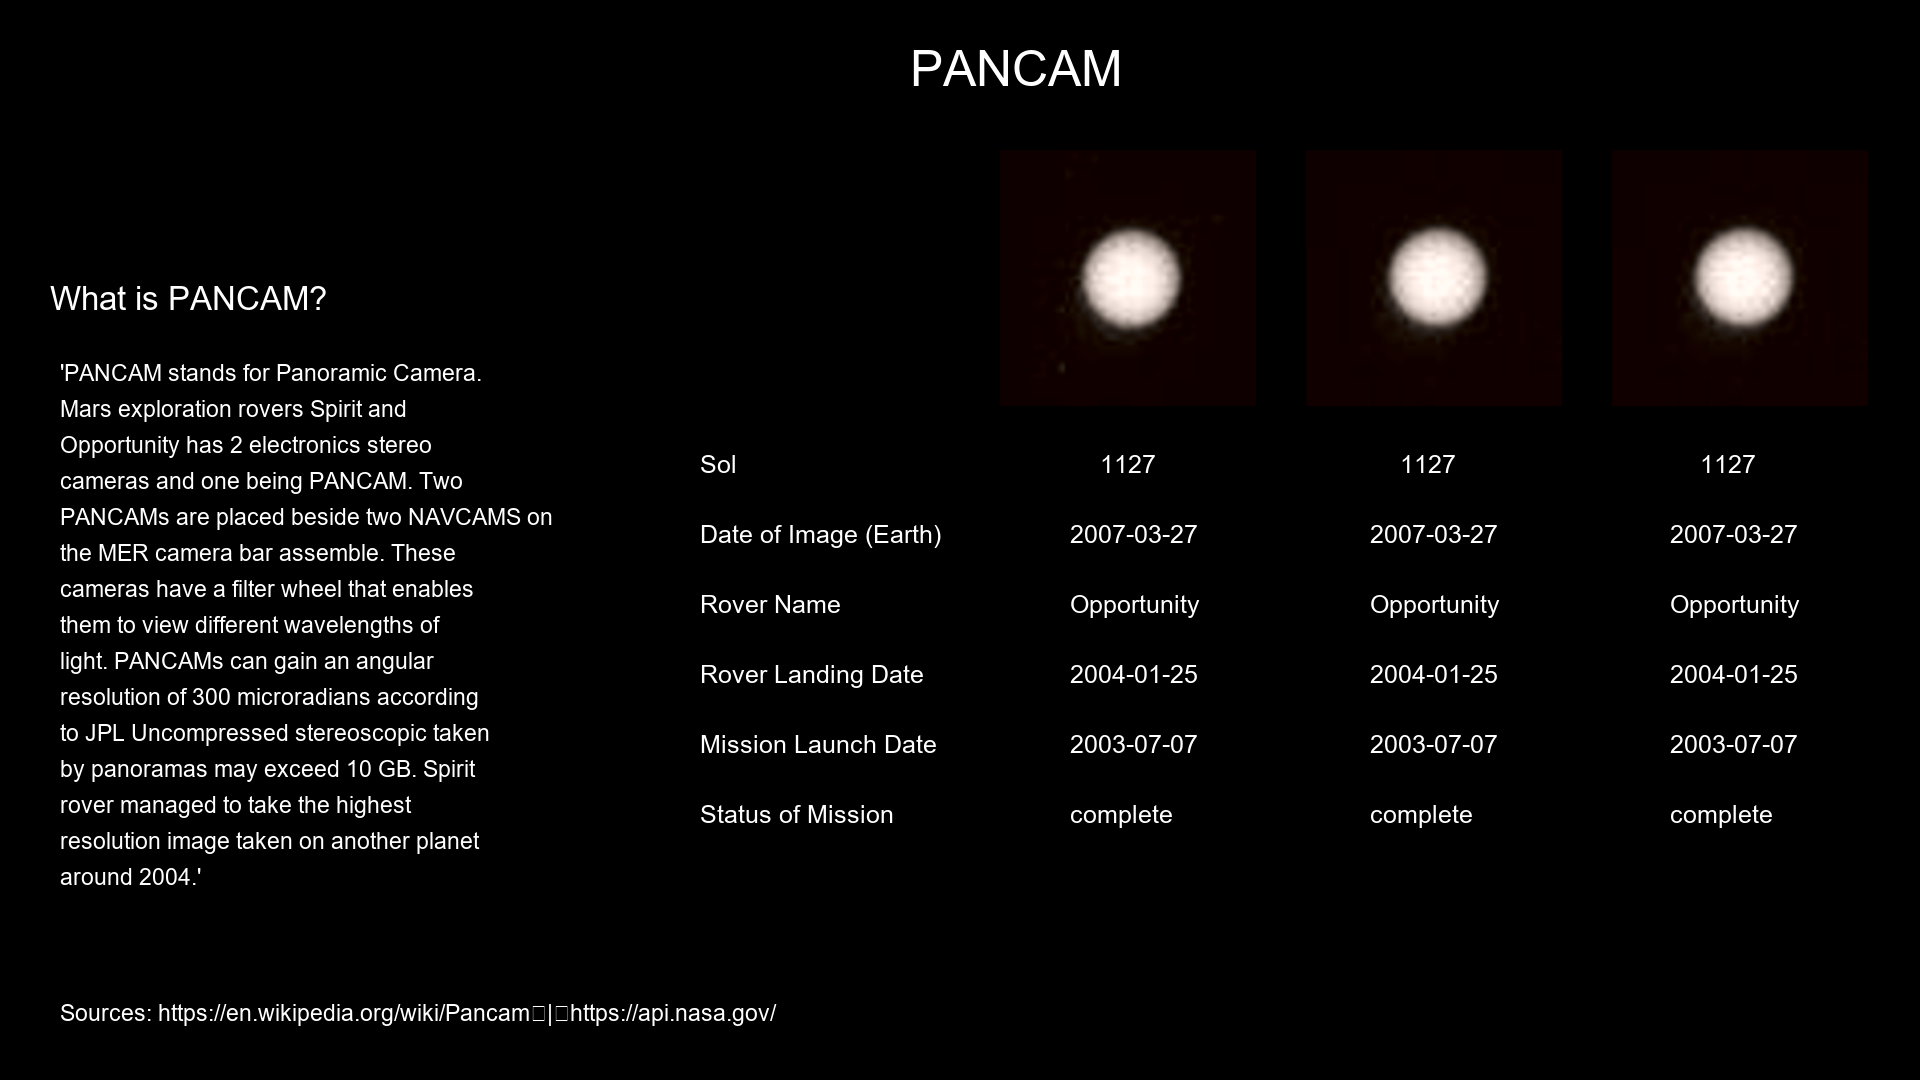 PANCAM
What is PANCAM?
'PANCAM stands for Panoramic Camera.
Mars exploration rovers Spirit and
Opportunity has 2 electronics stereo
cameras and one being PANCAM. Two
PANCAMs are placed beside two NAVCAMS on
the MER camera bar assemble. These
cameras have a filter wheel that enables
them to view different wavelengths of
light. PANCAMs can gain an angular
resolution of 300 microradians according
to JPL Uncompressed stereoscopic taken
by panoramas may exceed 10 GB. Spirit
rover managed to take the highest
resolution image taken on another planet
around 2004.'
Sol 1127 1127 1127
Date of Image (Earth) 2007-03-27 2007-03-27 2007-03-27
Rover Name Opportunity Opportunity Opportunity
Rover Landing Date 2004-01-25 2004-01-25 2004-01-25
Mission Launch Date 2003-07-07 2003-07-07 2003-07-07
Status of Mission complete complete complete
Sources: https://en.wikipedia.org/wiki/Pancam□|□https://api.nasa.gov/